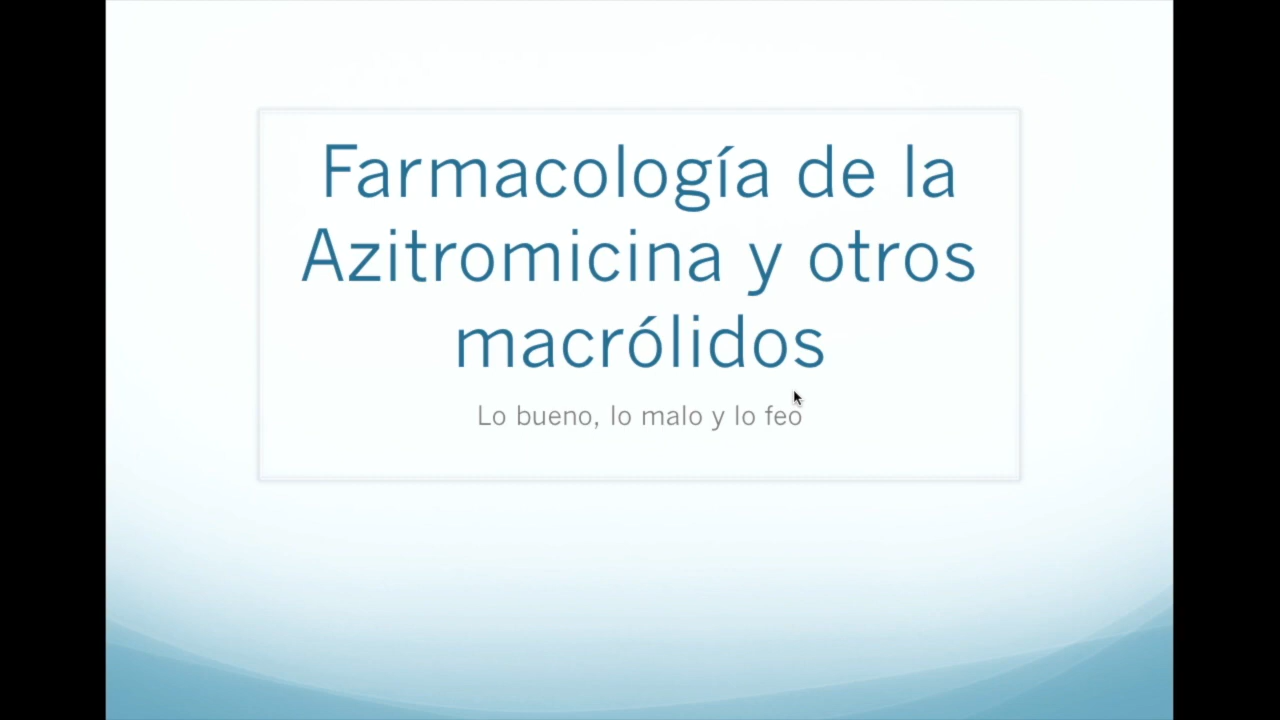 Farmacología de la
Azitromicina y otros
macrólidos
Lo bueno, lo malo y lo feo